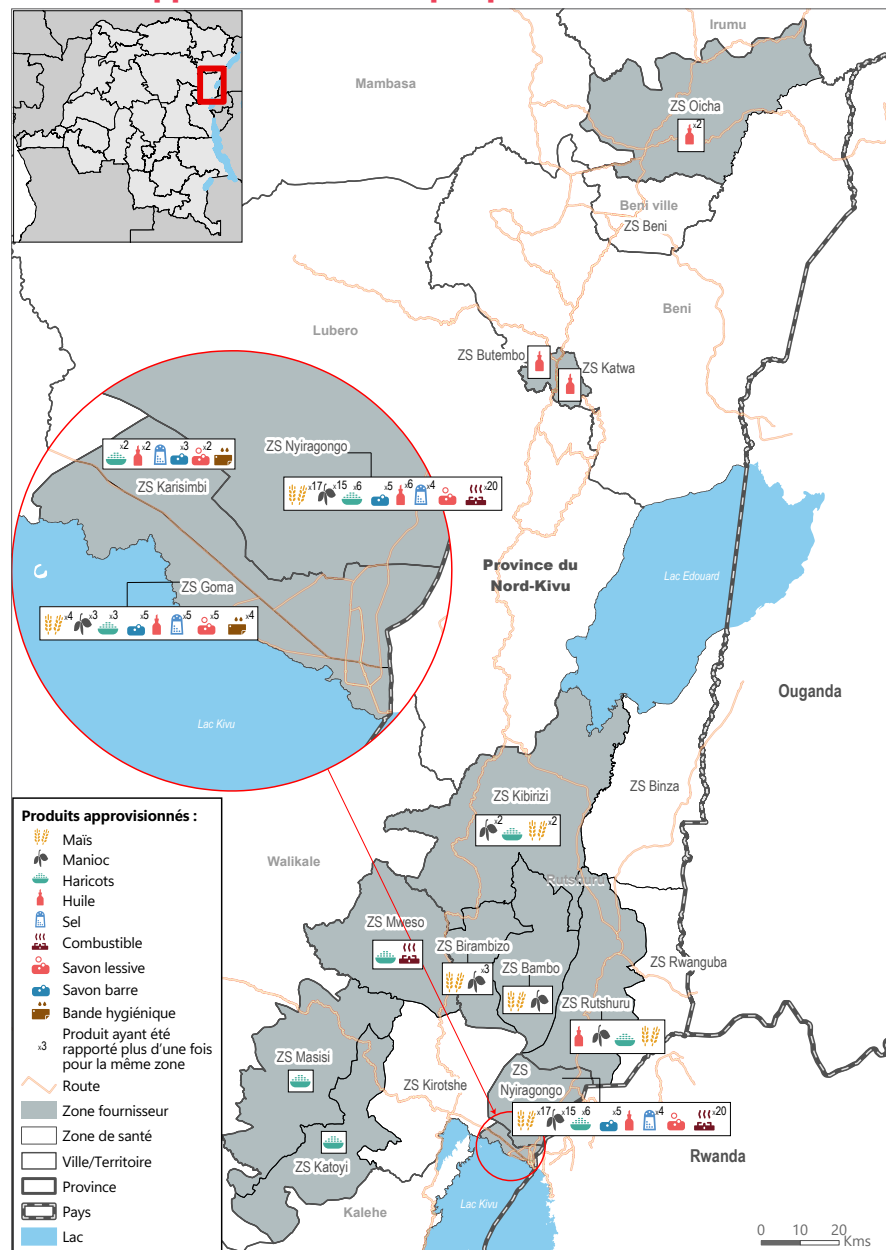 Irumu
Mambasa
ZS Oicha
x2
Beni ville
ZS Beni
Beni
Lubero
ZS Butembo
ZS Katwa
x2 x2 x3 x2
ZS Karisimbi
ZS Nyiragongo
x17 x15 x6 x5 x6 x4 x20
ZS Goma
x4 x3 x3 x5 x5 x5 x4
Lac Kivu
Province du
Nord-Kivu
Lac Edouard
Ouganda
ZS Kibirizi
x2 x2
ZS Binza
Walikale
Rutshuru
ZS Mweso
ZS Birambizo
x3
ZS Bambo
ZS Rwanguba
ZS Rutshuru
ZS Masisi
ZS Kirotshe
ZS
Nyiragongo
x17 x15 x6 x5 x4 x20
ZS Katoyi
Rwanda
Kalehe
Lac Kivu
Produits approvisionnés :
Maïs
Manioc
Haricots
Huile
Sel
Combustible
Savon lessive
Savon barre
Bande hygiénique
x3 Produit ayant été
rapporté plus d'une fois
pour la même zone
Route
Zone fournisseur
Zone de santé
Ville/Territoire
Province
Pays
Lac
0 10 20
Kms